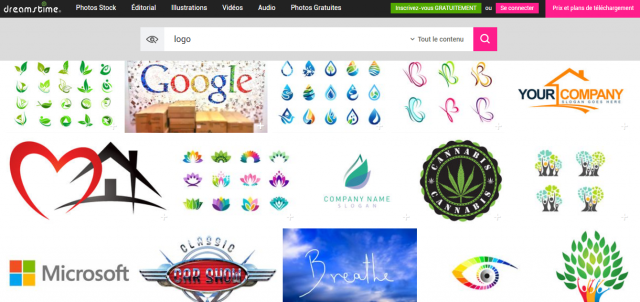 dreamstime. Photos Stock Éditorial Illustrations Vidéos Audio Photos Gratuites Inscrivez-vous GRATUITEMENT ou Se connecter Prix et plans de téléchargement
logo Tout le contenu
Google
YOUR COMPANY
SLOGAN GOES HERE
COMPANY NAME
SLOGAN
CANNABIS
CANNABIS
Microsoft
CLASSIC
CAR SHOW
Breathe